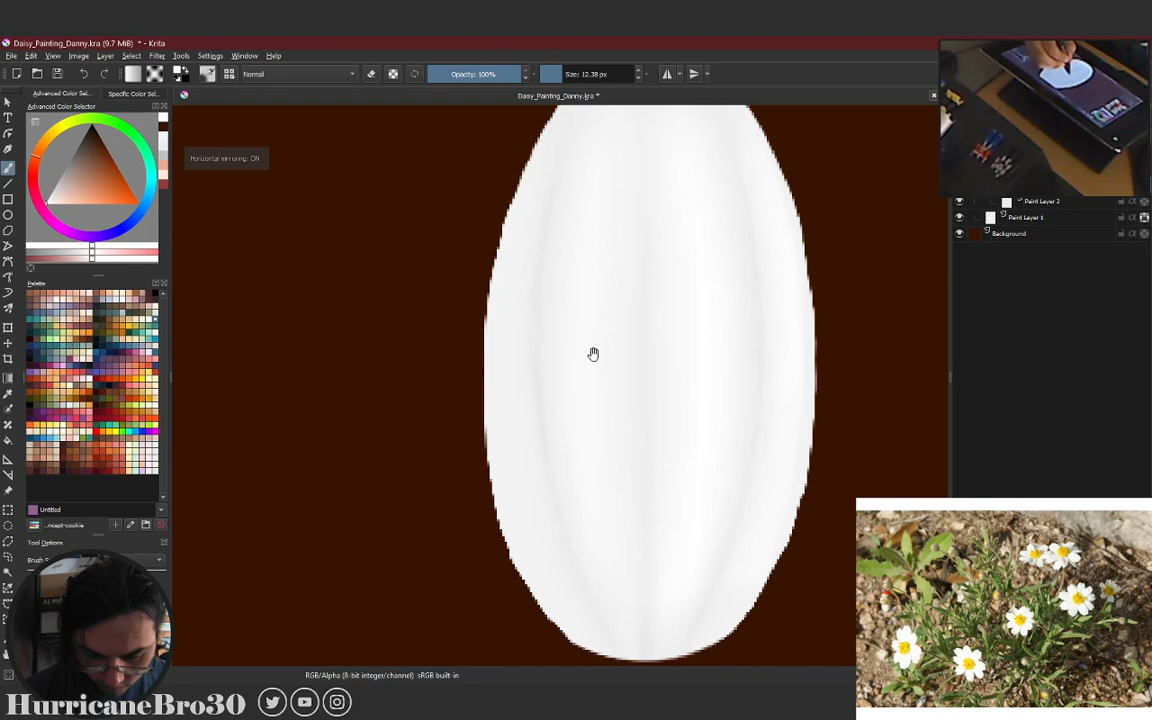 Daisy_Painting_Danny.kra (9.7 MiB) * - Krita
File Edit View Image Layer Select Filter Tools Settings Window Help
Normal
Opacity: 100%
Size: 12.38 px
Advanced Color Sel...
Specific Color Sel...
Daisy_Painting_Danny.kra *
Advanced Color Selector
Horizontal mirroring: ON
Paint Layer 2
Paint Layer 1
Background
Palette
Untitled
...ncept-cookie
Tool Options
Brush S
RGB/Alpha (8-bit integer/channel) sRGB built-in
HurricaneBro30